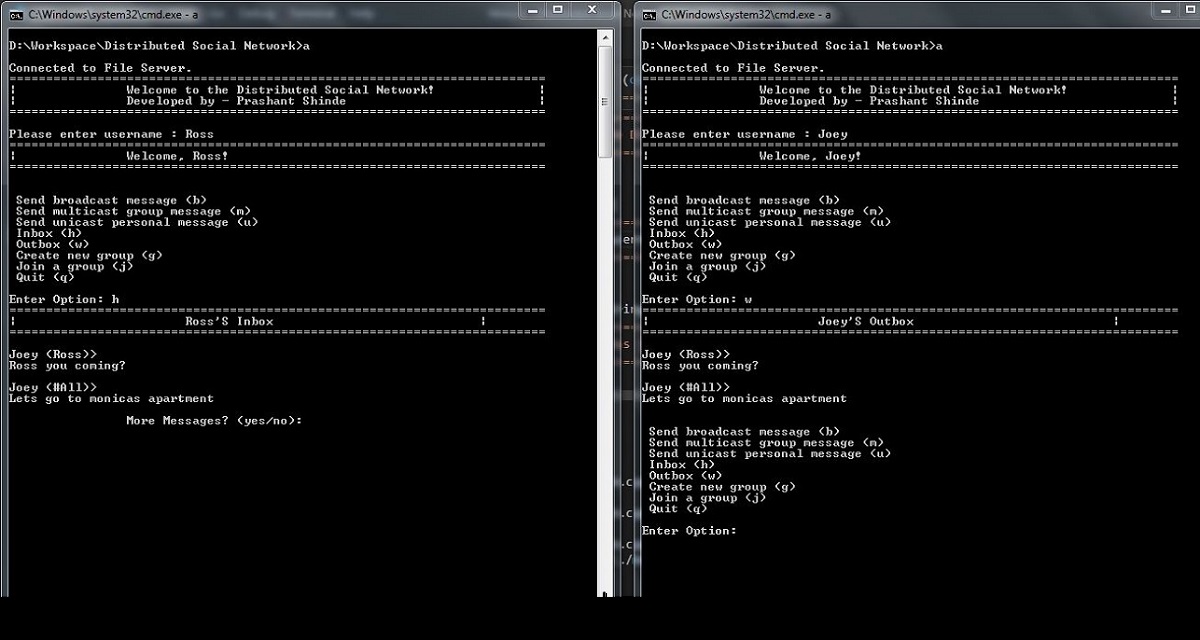 C:\Windows\system32\cmd.exe - a
D:\Workspace\Distributed Social Network>a
Connected to File Server.
Welcome to the Distributed Social Network!
Developed by - Prashant Shinde
Please enter username : Ross
Welcome, Ross!
Send broadcast message (b)
Send multicast group message (m)
Send unicast personal message (u)
Inbox (h)
Outbox (w)
Create new group (g)
Join a group (j)
Quit (q)
Enter Option: h
Ross'S Inbox
Joey (Ross)>
Ross you coming?
Joey (#All)>
Lets go to monicas apartment
More Messages? (yes/no):
C:\Windows\system32\cmd.exe - a
D:\Workspace\Distributed Social Network>a
Connected to File Server.
Welcome to the Distributed Social Network!
Developed by - Prashant Shinde
Please enter username : Joey
Welcome, Joey!
Send broadcast message (b)
Send multicast group message (m)
Send unicast personal message (u)
Inbox (h)
Outbox (w)
Create new group (g)
Join a group (j)
Quit (q)
Enter Option: w
Joey'S Outbox
Joey (Ross)>
Ross you coming?
Joey (#All)>
Lets go to monicas apartment
Send broadcast message (b)
Send multicast group message (m)
Send unicast personal message (u)
Inbox (h)
Outbox (w)
Create new group (g)
Join a group (j)
Quit (q)
Enter Option: